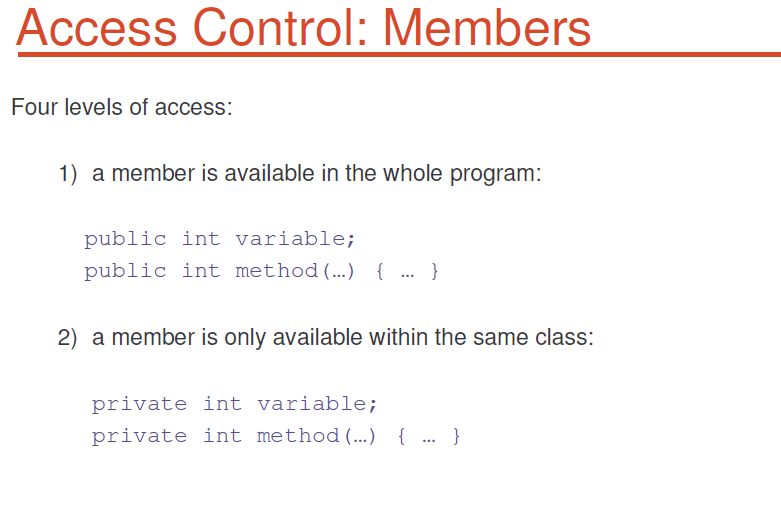 Access Control: Members
Four levels of access:
1) a member is available in the whole program:
public int variable;
public int method(…) { … }
2) a member is only available within the same class:
private int variable;
private int method(…) { … }